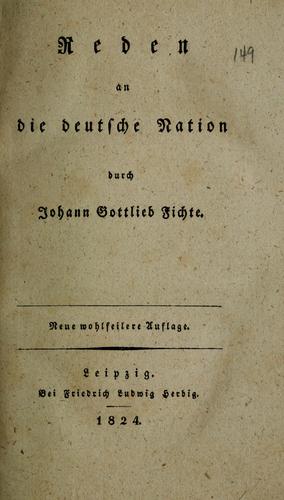 Reden
149
an
die deutsche Nation
durch
Johann Gottlieb Fichte.
Neue wohlfeilere Auflage.
Leipzig.
Bei Friedrich Ludwig Herbig.
1824.